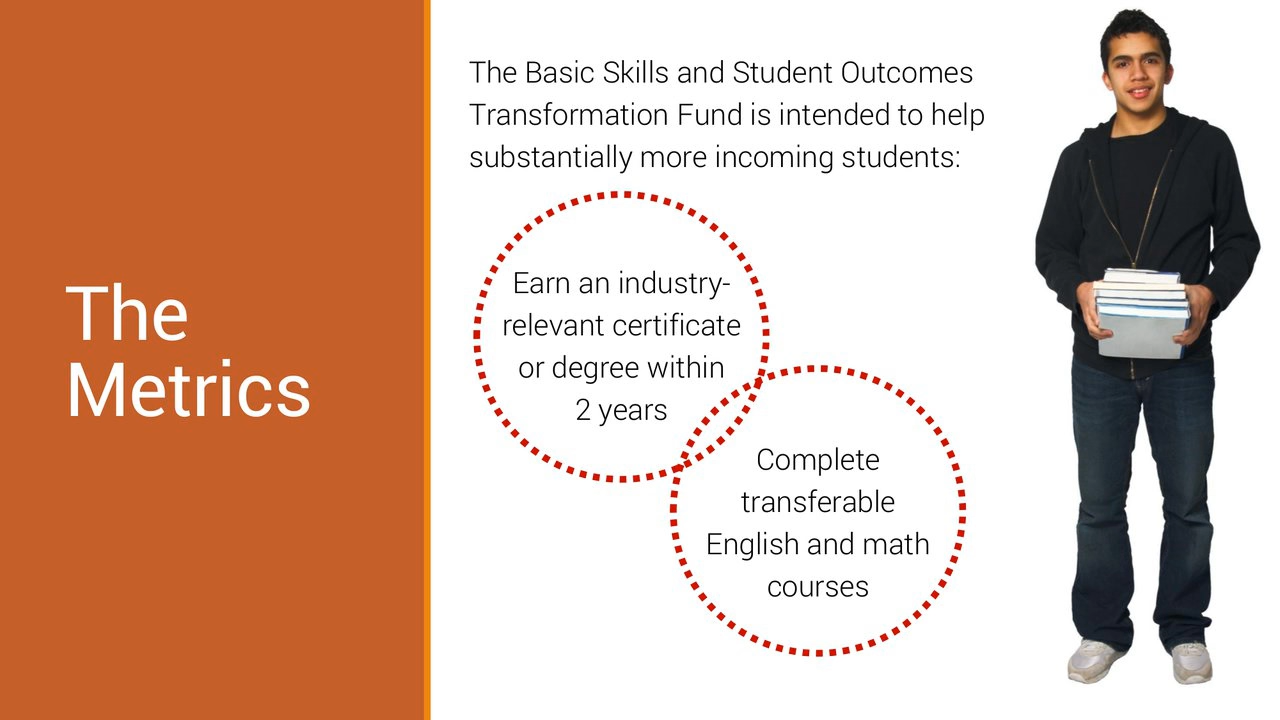 The
Metrics
The Basic Skills and Student Outcomes
Transformation Fund is intended to help
substantially more incoming students:
Earn an industry-
relevant certificate
or degree within
2 years
Complete
transferable
English and math
courses